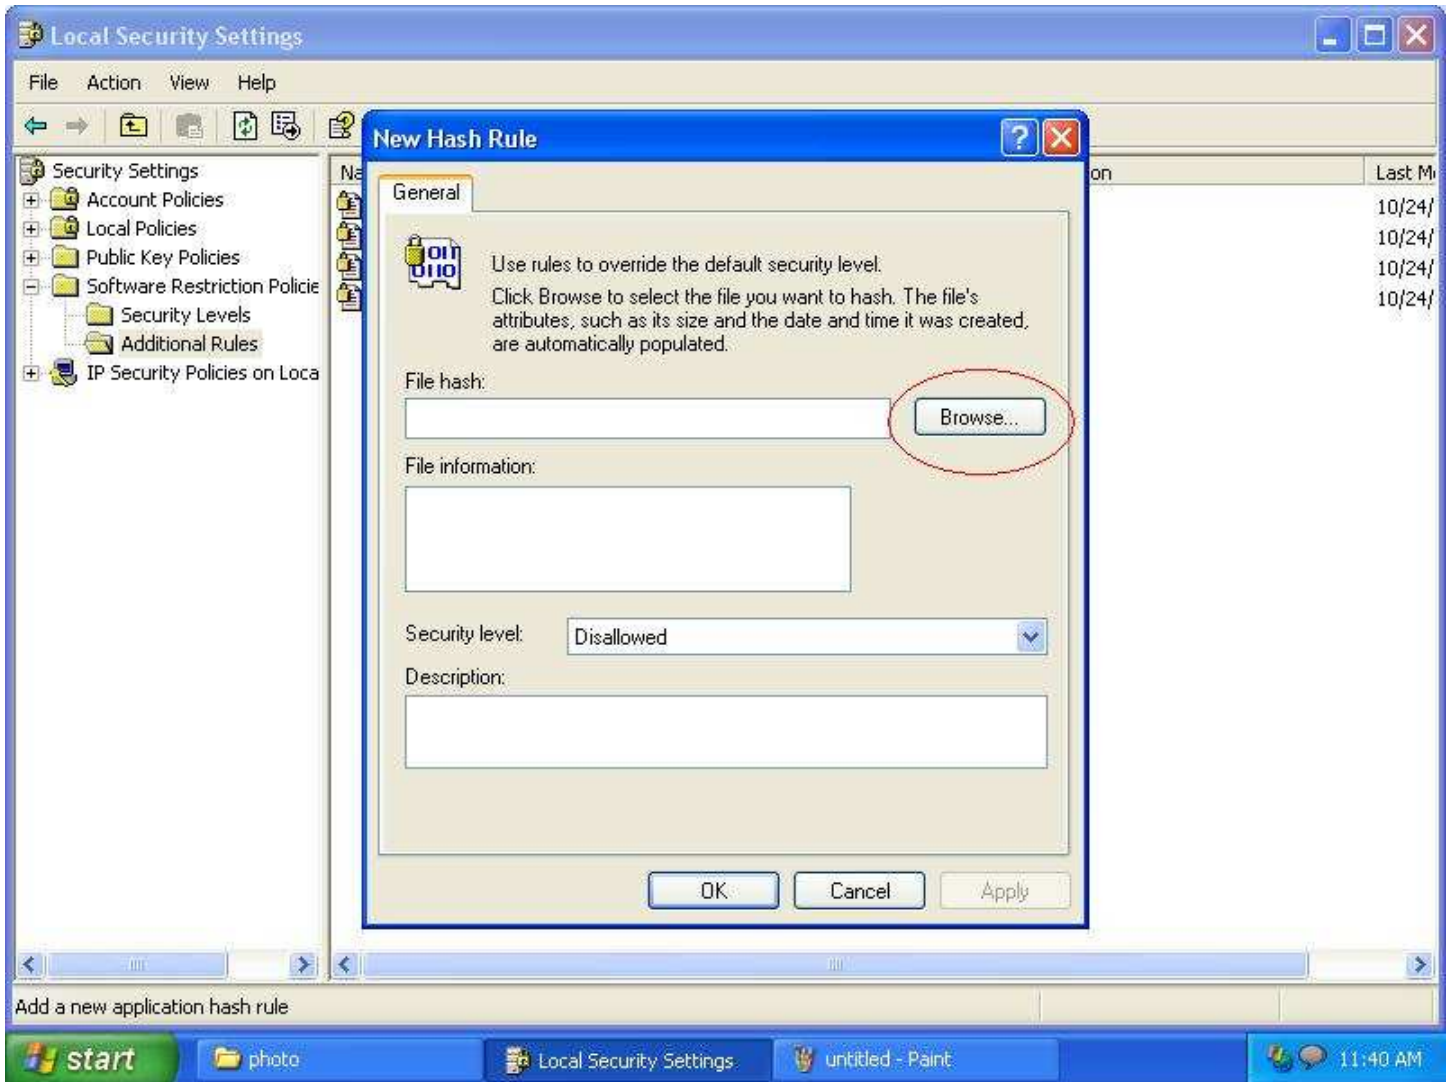 Local Security Settings
File Action View Help
New Hash Rule
Security Settings
Account Policies
Local Policies
Public Key Policies
Software Restriction Policie
Security Levels
Additional Rules
IP Security Policies on Loca
Na
on
Last M
10/24/
10/24/
10/24/
10/24/
General
Use rules to override the default security level.
Click Browse to select the file you want to hash. The file's
attributes, such as its size and the date and time it was created,
are automatically populated.
File hash:
Browse...
File information:
Security level: Disallowed
Description:
OK Cancel Apply
Add a new application hash rule
start photo Local Security Settings untitled - Paint 11:40 AM